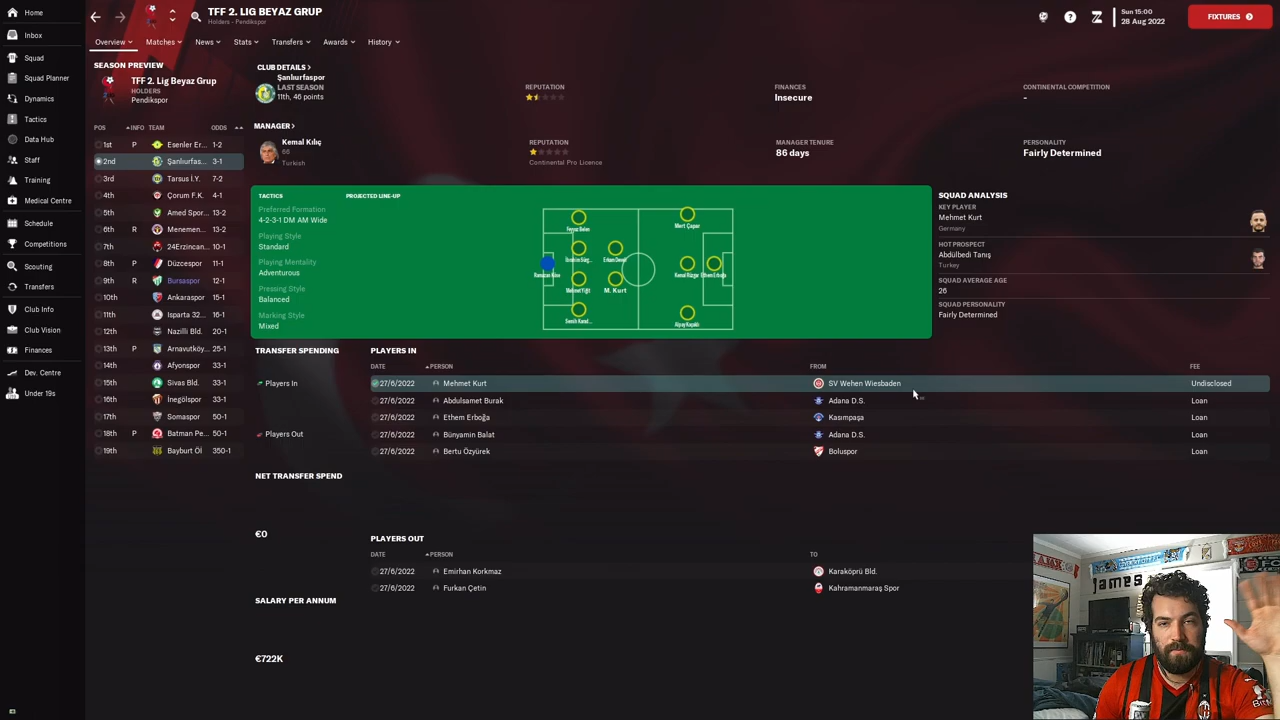 Home
Inbox
Squad
Squad Planner
Dynamics
Tactics
Data Hub
Staff
Training
Medical Centre
Schedule
Competitions
Scouting
Transfers
Club Info
Club Vision
Finances
Dev. Centre
Under 19s
TFF 2. LIG BEYAZ GRUP
Holders - Pendikspor
Sun 15:00
28 Aug 2022
FIXTURES
Overview Matches News Stats Transfers Awards History
SEASON PREVIEW
TFF 2. Lig Beyaz Grup
HOLDERS
Pendikspor
POS INFO TEAM ODDS
1st P Esenler Er... 1-2
2nd Şanlıurfas... 3-1
3rd Tarsus İ.Y. 7-2
4th Çorum F.K. 4-1
5th Amed Spor... 13-2
6th R Menemen... 13-2
7th 24Erzincan... 10-1
8th P Düzcespor 11-1
9th R Bursaspor 12-1
10th Ankaraspor 15-1
11th Isparta 32... 16-1
12th Nazilli Bld. 20-1
13th P Arnavutköy... 25-1
14th Afyonspor 33-1
15th Sivas Bld. 33-1
16th İnegölspor 33-1
17th Somaspor 50-1
18th P Batman Pe... 50-1
19th Bayburt Öİ 350-1
CLUB DETAILS >
Şanlıurfaspor
LAST SEASON
11th, 46 points
REPUTATION
FINANCES
Insecure
CONTINENTAL COMPETITION
-
MANAGER >
Kemal Kılıç
66
Turkish
REPUTATION
Continental Pro Licence
MANAGER TENURE
86 days
PERSONALITY
Fairly Determined
TACTICS
Preferred Formation
4-2-3-1 DM AM Wide
Playing Style
Standard
Playing Mentality
Adventurous
Pressing Style
Balanced
Marking Style
Mixed
PROJECTED LINE-UP
Mert Çapar
M. Kurt
SQUAD ANALYSIS
KEY PLAYER
Mehmet Kurt
Germany
HOT PROSPECT
Abdülbedi Tanış
Turkey
SQUAD AVERAGE AGE
26
SQUAD PERSONALITY
Fairly Determined
TRANSFER SPENDING
Players In
Players Out
NET TRANSFER SPEND
€0
SALARY PER ANNUM
€722K
PLAYERS IN
DATE PERSON FROM FEE
27/6/2022 Mehmet Kurt SV Wehen Wiesbaden Undisclosed
27/6/2022 Abdulsamet Burak Adana D.S. Loan
27/6/2022 Ethem Erboğa Kasımpaşa Loan
27/6/2022 Bünyamin Balat Adana D.S. Loan
27/6/2022 Bertu Özyürek Boluspor Loan
PLAYERS OUT
DATE PERSON TO
27/6/2022 Emirhan Korkmaz Karaköprü Bld.
27/6/2022 Furkan Çetin Kahramanmaraş Spor
james